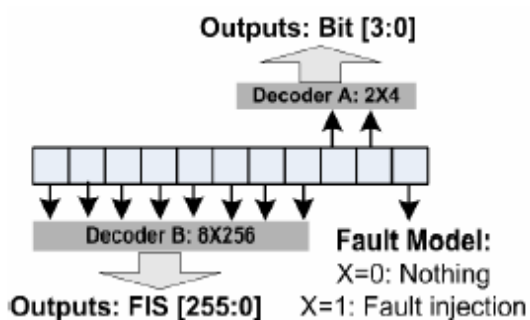 Outputs: Bit [3:0]
Decoder A: 2X4
Decoder B: 8X256
Fault Model:
X=0: Nothing
Outputs: FIS [255:0]
X=1: Fault injection